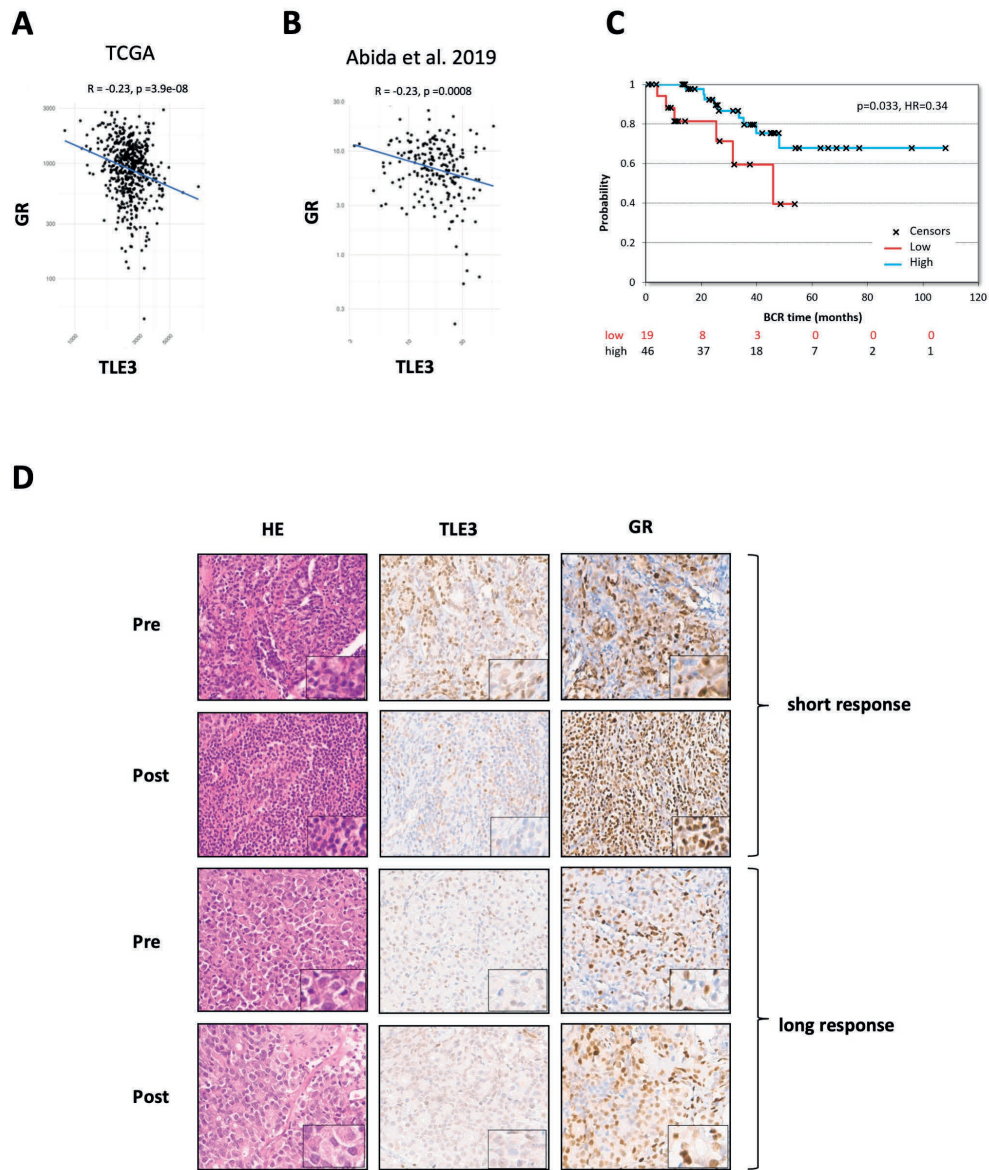 A
TCGA
R = -0.23, p =3.9e-08
3000
1000
300
100
GR
1000
3000
5000
TLE3
B
Abida et al. 2019
R = -0.23, p =0.0008
30.0
10.0
3.0
1.0
0.3
GR
10
30
TLE3
C
p=0.033, HR=0.34
1
0.8
0.6
0.4
0.2
0
Probability
Censors
Low
High
0 20 40 60 80 100 120
BCR time (months)
low 19 8 3 0 0 0
high 46 37 18 7 2 1
D
HE TLE3 GR
Pre
short response
Post
Pre
long response
Post